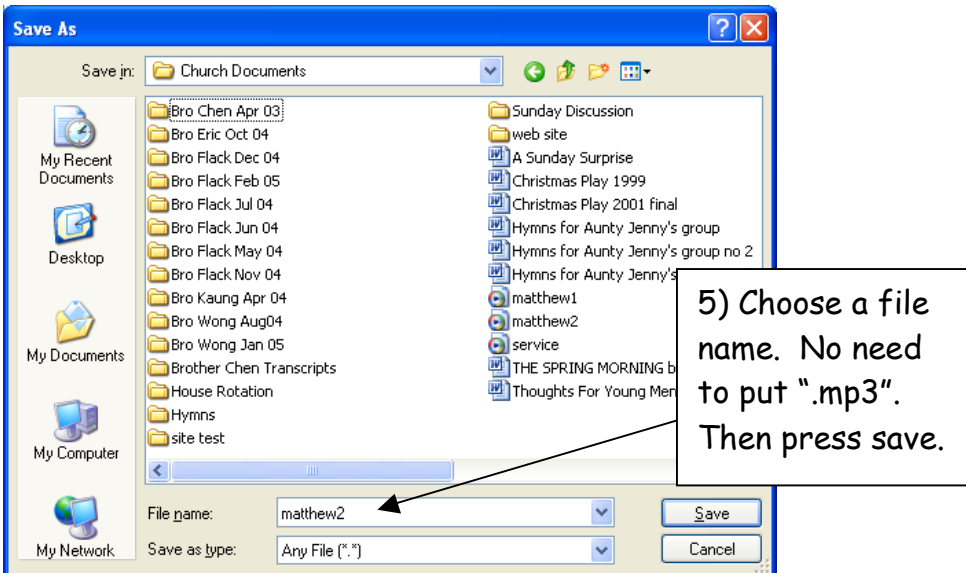 Save As
Save in:
Church Documents
My Recent
Documents
Desktop
My Documents
My Computer
My Network
Bro Chen Apr 03
Bro Eric Oct 04
Bro Flack Dec 04
Bro Flack Feb 05
Bro Flack Jul 04
Bro Flack Jun 04
Bro Flack May 04
Bro Flack Nov 04
Bro Kaung Apr 04
Bro Wong Aug04
Bro Wong Jan 05
Brother Chen Transcripts
House Rotation
Hymns
site test
Sunday Discussion
web site
A Sunday Surprise
Christmas Play 1999
Christmas Play 2001 final
Hymns for Aunty Jenny's group
Hymns for Aunty Jenny's group no 2
Hymns for Aunty Jenny's
matthew1
matthew2
service
THE SPRING MORNING b
Thoughts For Young Men
File name:
matthew2
Save
Save as type:
Any File (*.*)
Cancel
5) Choose a file
name. No need
to put “.mp3”.
Then press save.